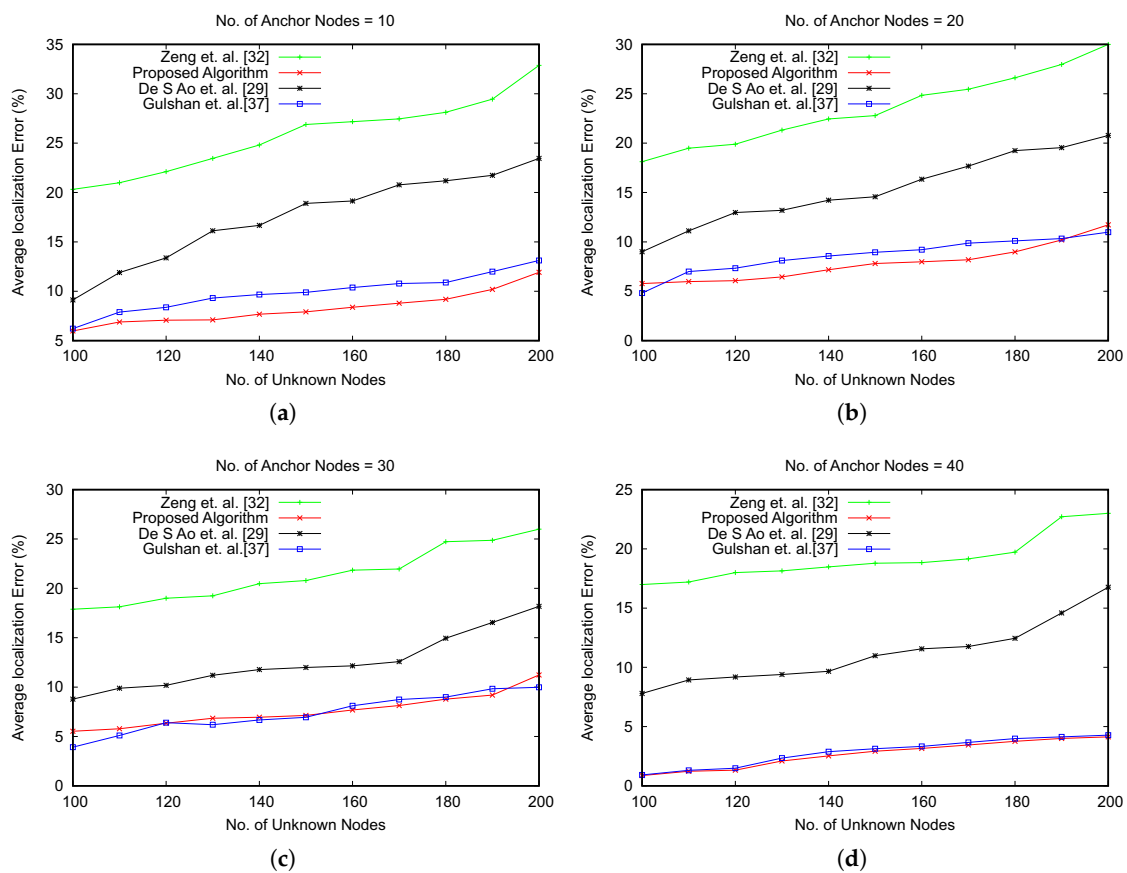 No. of Anchor Nodes = 10
35
30
25
20
15
10
5
100 120 140 160 180 200
Average localization Error (%)
No. of Unknown Nodes
Zeng et. al. [32]
Proposed Algorithm
De S Ao et. al. [29]
Gulshan et. al.[37]
(a)
No. of Anchor Nodes = 20
30
25
20
15
10
5
0
100 120 140 160 180 200
Average localization Error (%)
No. of Unknown Nodes
Zeng et. al. [32]
Proposed Algorithm
De S Ao et. al. [29]
Gulshan et. al.[37]
(b)
No. of Anchor Nodes = 30
30
25
20
15
10
5
0
100 120 140 160 180 200
Average localization Error (%)
No. of Unknown Nodes
Zeng et. al. [32]
Proposed Algorithm
De S Ao et. al. [29]
Gulshan et. al.[37]
(c)
No. of Anchor Nodes = 40
25
20
15
10
5
0
100 120 140 160 180 200
Average localization Error (%)
No. of Unknown Nodes
Zeng et. al. [32]
Proposed Algorithm
De S Ao et. al. [29]
Gulshan et. al.[37]
(d)